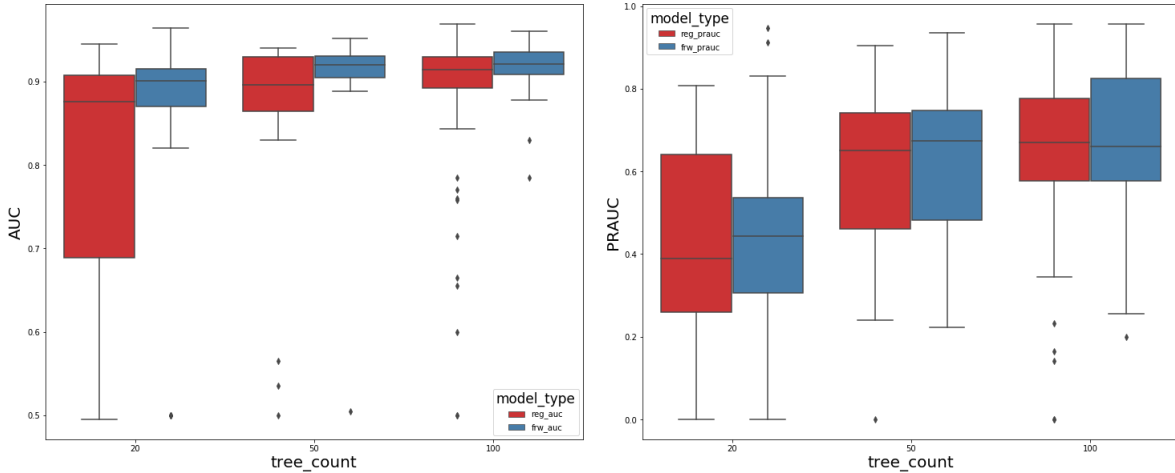 AUC
0.9
0.8
0.7
0.6
0.5
20
50
100
tree_count
model_type
reg_auc
frw_auc
PRAUC
1.0
0.8
0.6
0.4
0.2
0.0
20
50
100
tree_count
model_type
reg_prauc
frw_prauc